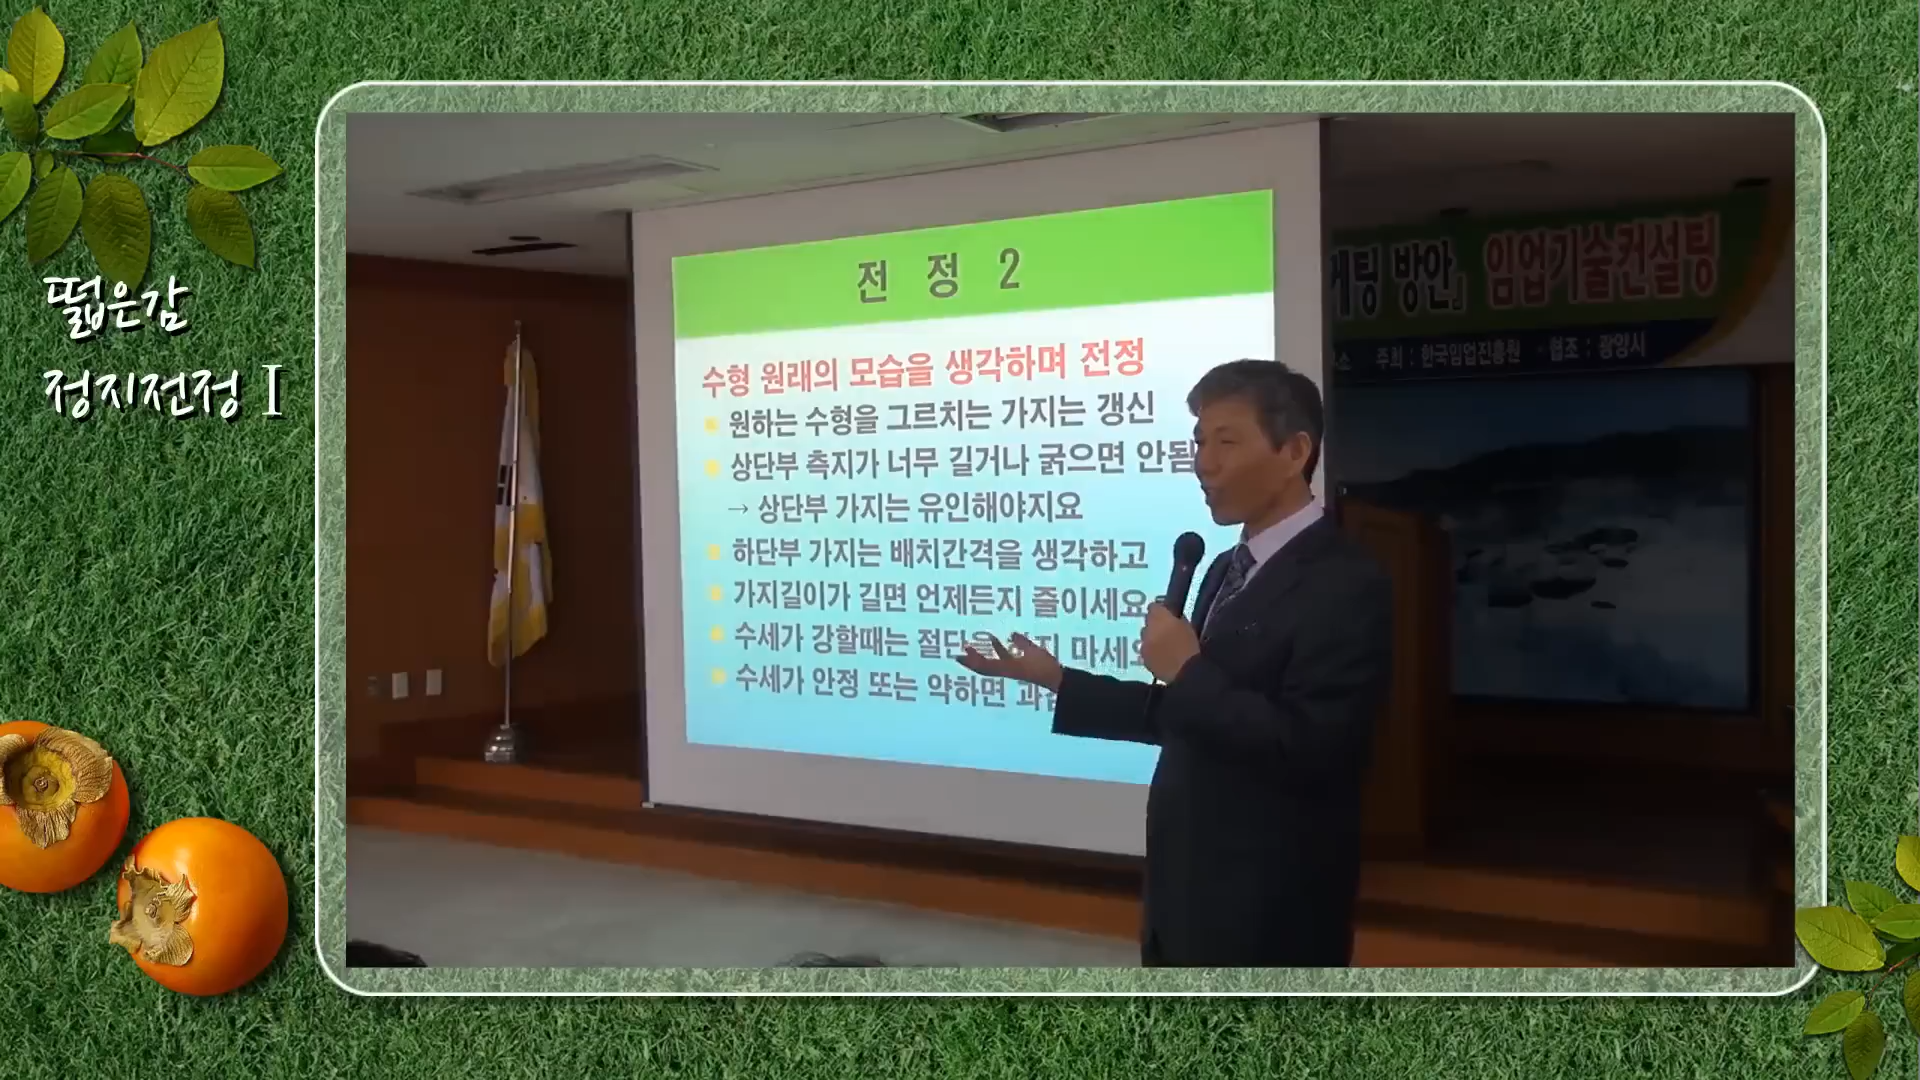 떫은감
정지전정 I
전 정 2
수형 원래의 모습을 생각하며 전정
원하는 수형을 그르치는 가지는 갱신
상단부 측지가 너무 길거나 굵으면 안됨
→ 상단부 가지는 유인해야지요
하단부 가지는 배치간격을 생각하고
가지길이가 길면 언제든지 줄이세요
수세가 강할때는 절단을 하지 마세요
수세가 안정 또는 약하면
방안』 임업기술컨설팅
주최 : 한국임업진흥원 협조 : 광양시